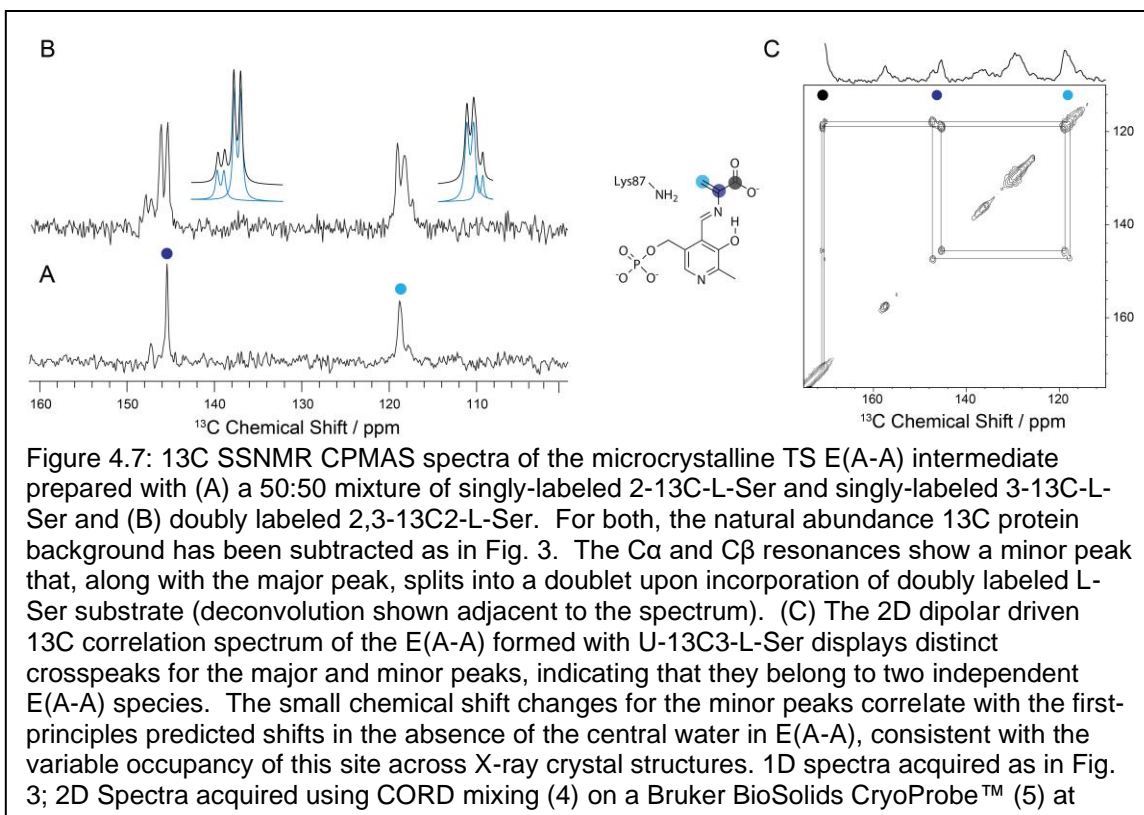 B
C
120
Lys87
NH2
O
O-
N
H
O
O
P
O-
-O
O
N
140
A
160
160
150
140
130
120
110
13C Chemical Shift / ppm
160
140
120
13C Chemical Shift / ppm
Figure 4.7: 13C SSNMR CPMAS spectra of the microcrystalline TS E(A-A) intermediate
prepared with (A) a 50:50 mixture of singly-labeled 2-13C-L-Ser and singly-labeled 3-13C-L-
Ser and (B) doubly labeled 2,3-13C2-L-Ser. For both, the natural abundance 13C protein
background has been subtracted as in Fig. 3. The Cα and Cβ resonances show a minor peak
that, along with the major peak, splits into a doublet upon incorporation of doubly labeled L-
Ser substrate (deconvolution shown adjacent to the spectrum). (C) The 2D dipolar driven
13C correlation spectrum of the E(A-A) formed with U-13C3-L-Ser displays distinct
crosspeaks for the major and minor peaks, indicating that they belong to two independent
E(A-A) species. The small chemical shift changes for the minor peaks correlate with the first-
principles predicted shifts in the absence of the central water in E(A-A), consistent with the
variable occupancy of this site across X-ray crystal structures. 1D spectra acquired as in Fig.
3; 2D Spectra acquired using CORD mixing (4) on a Bruker BioSolids CryoProbe™ (5) at